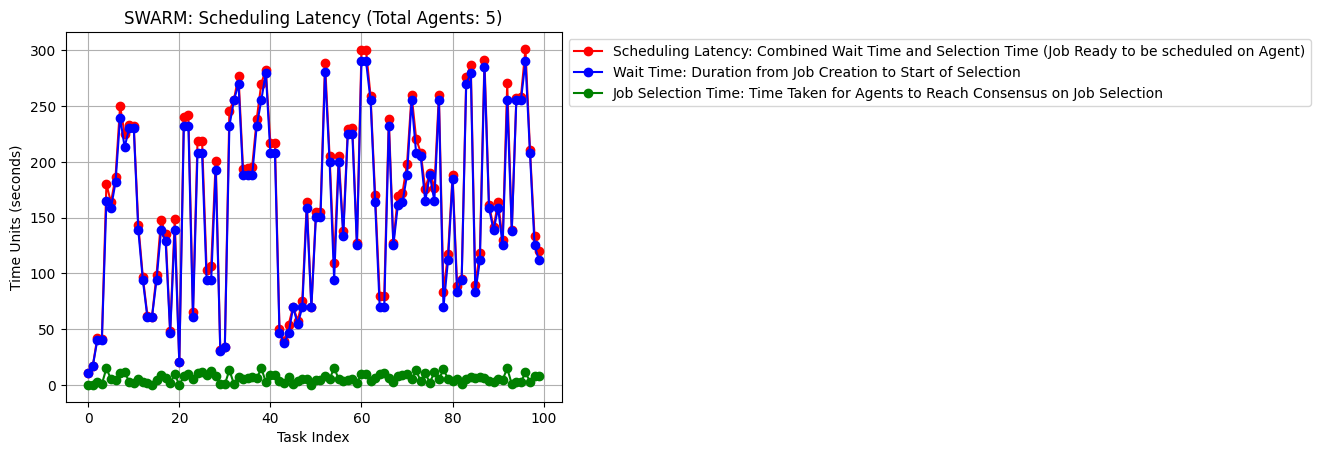 SWARM: Scheduling Latency (Total Agents: 5)
Scheduling Latency: Combined Wait Time and Selection Time (Job Ready to be scheduled on Agent)
Wait Time: Duration from Job Creation to Start of Selection
Job Selection Time: Time Taken for Agents to Reach Consensus on Job Selection
Time Units (seconds)
300
250
200
150
100
50
0
0 20 40 60 80 100
Task Index